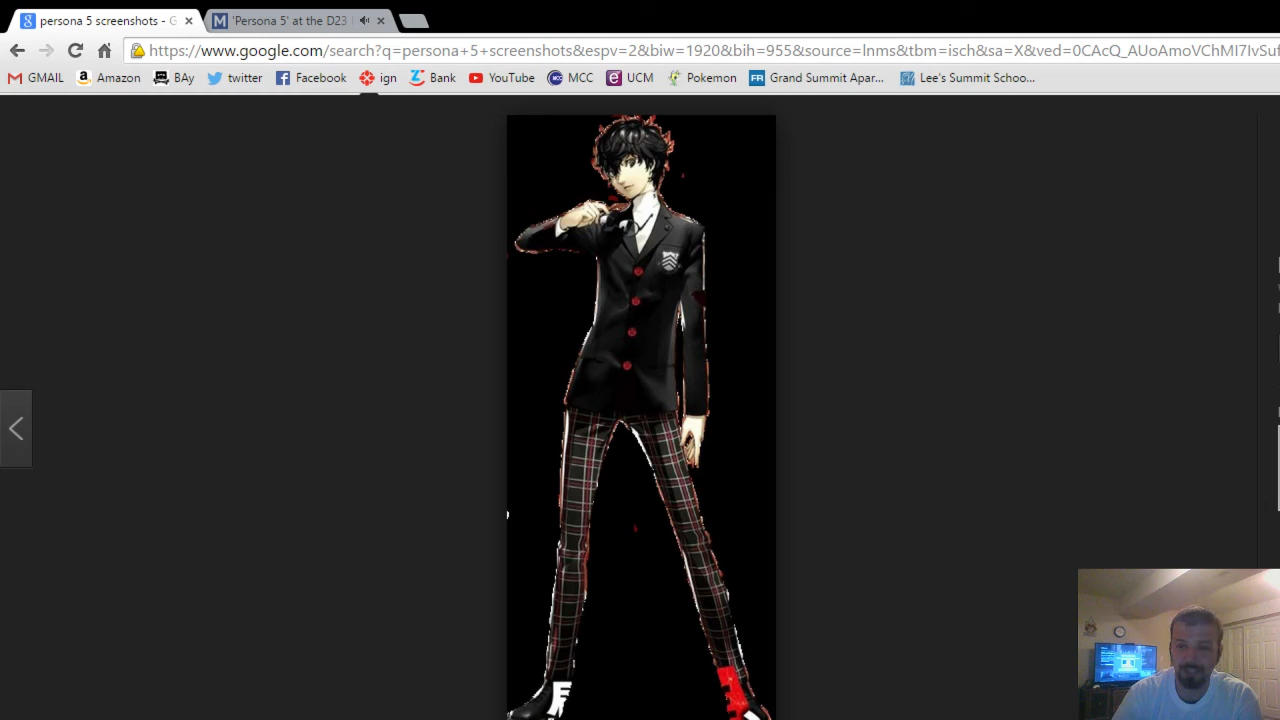 persona 5 screenshots - G
'Persona 5' at the D23
https://www.google.com/search?q=persona+5+screenshots&espv=2&biw=1920&bih=955&source=lnms&tbm=isch&sa=X&ved=0CAcQ_AUoAmoVChMI7IvSuf
GMAIL Amazon BAy twitter Facebook ign Bank YouTube MCC UCM Pokemon Grand Summit Apar... Lee's Summit Schoo...